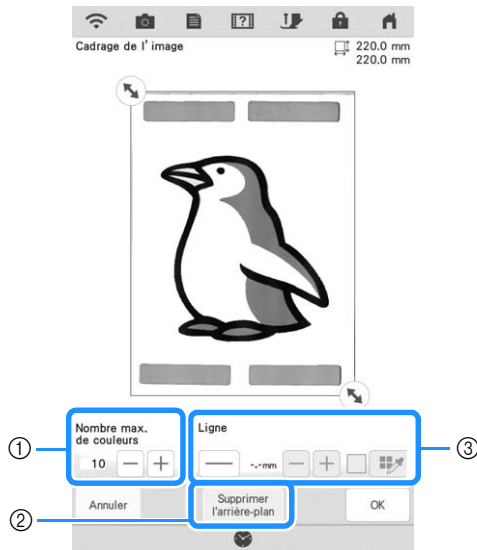 Cadrage de l'image
220.0 mm
220.0 mm
Nombre max.
de couleurs
10 − +
Ligne
-.-mm − +
①
③
Annuler
Supprimer
l'arrière-plan
OK
②